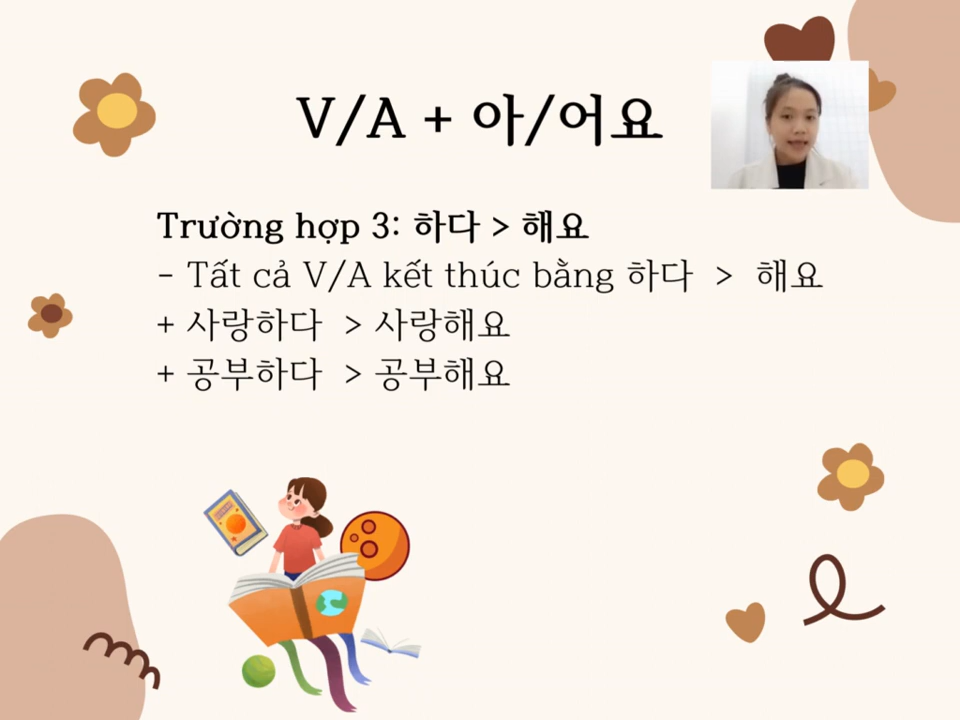 V/A + 아/어요
Trường hợp 3: 하다 > 해요
- Tất cả V/A kết thúc bằng 하다 > 해요
+ 사랑하다 > 사랑해요
+ 공부하다 > 공부해요